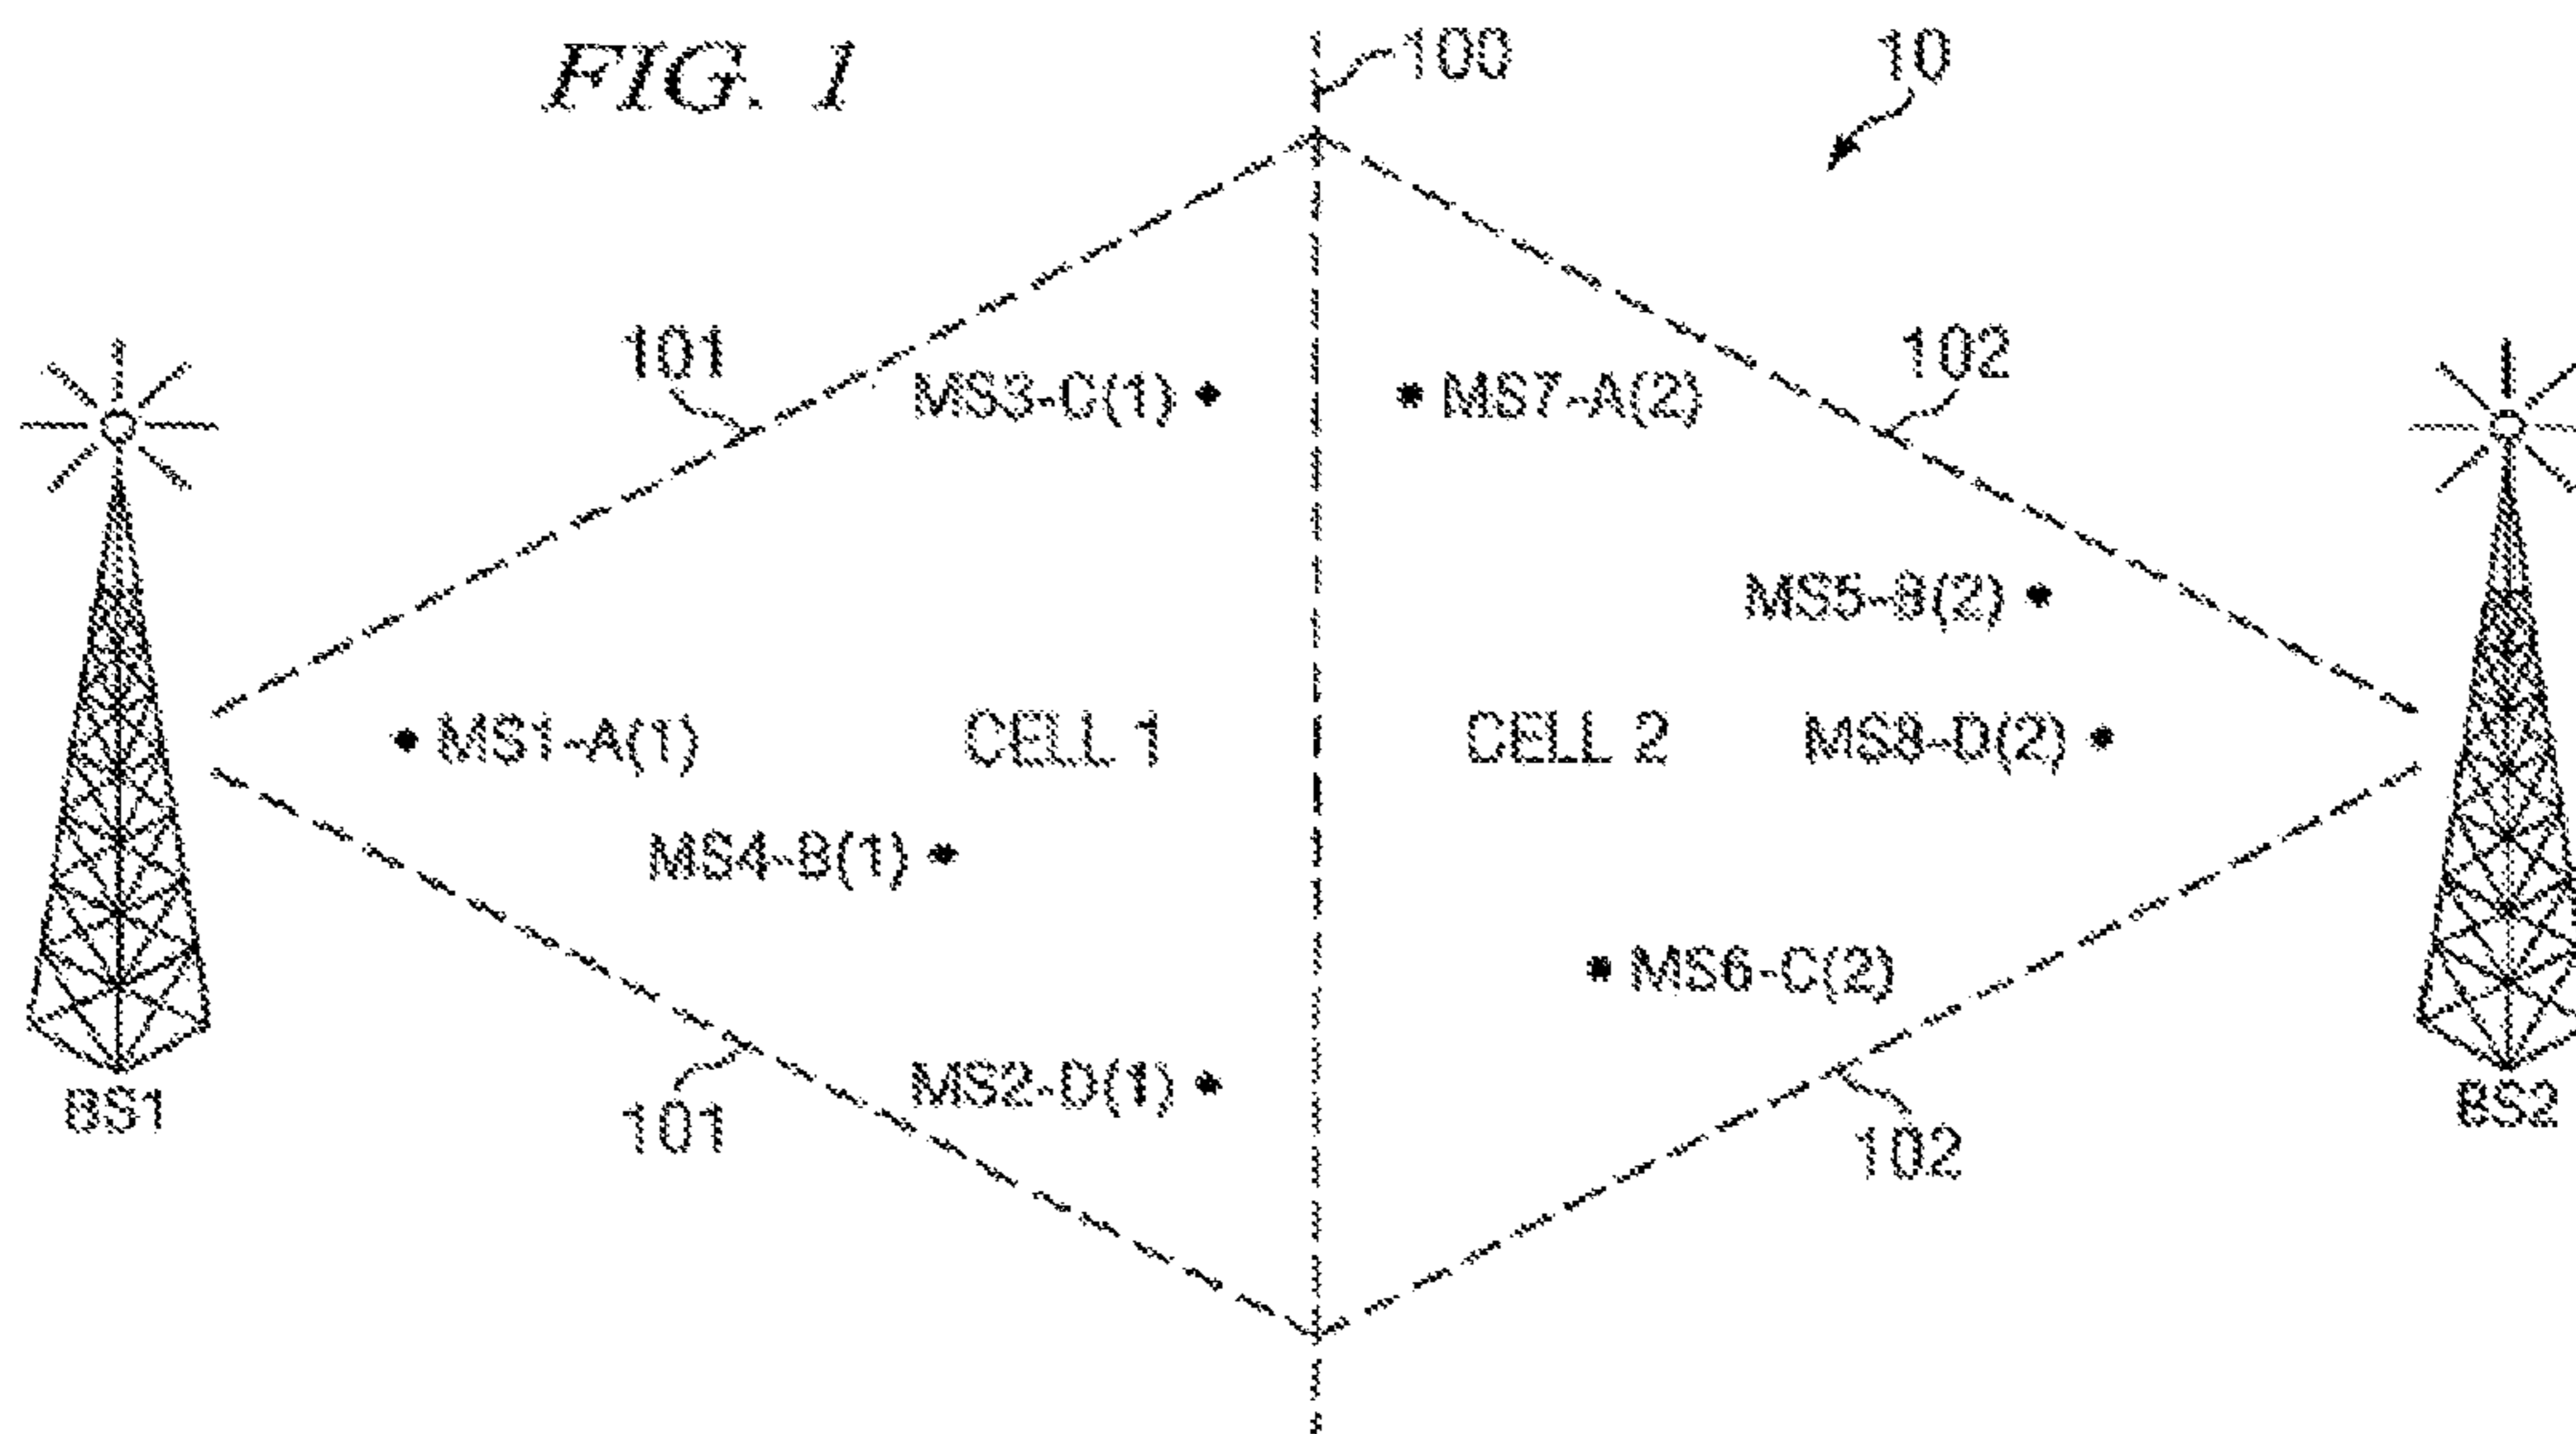 FIG. 1
100
10
101
102
MS3-C(1)
MS7-A(2)
MS5-B(2)
MS1-A(1)
CELL 1
CELL 2
MS8-D(2)
MS4-B(1)
MS6-C(2)
MS2-D(1)
BS1
101
102
BS2